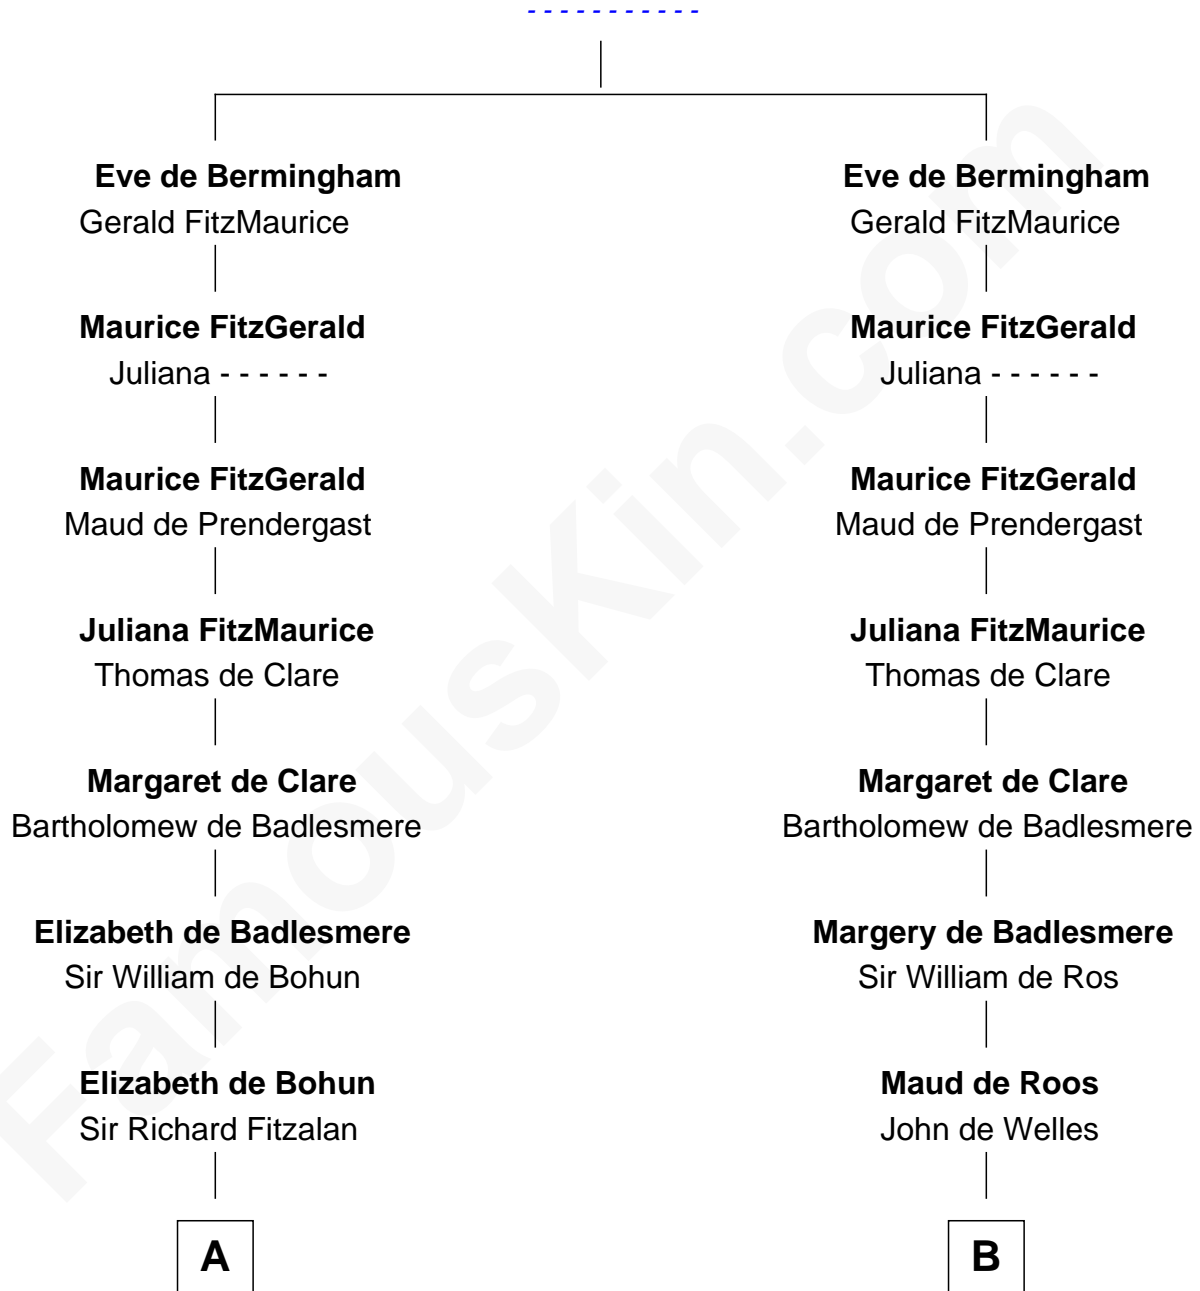 - - - - - - - - - - -
Eve de Bermingham Eve de Bermingham
Gerald FitzMaurice Gerald FitzMaurice
Maurice FitzGerald Maurice FitzGerald
Juliana - - - - - - Juliana - - - - - -
Maurice FitzGerald Maurice FitzGerald
Maud de Prendergast Maud de Prendergast
Juliana FitzMaurice Juliana FitzMaurice
Thomas de Clare Thomas de Clare
Margaret de Clare Margaret de Clare
Bartholomew de Badlesmere Bartholomew de Badlesmere
Elizabeth de Badlesmere Margery de Badlesmere
Sir William de Bohun Sir William de Ros
Elizabeth de Bohun Maud de Roos
Sir Richard Fitzalan John de Welles
A B
FamousKin.com